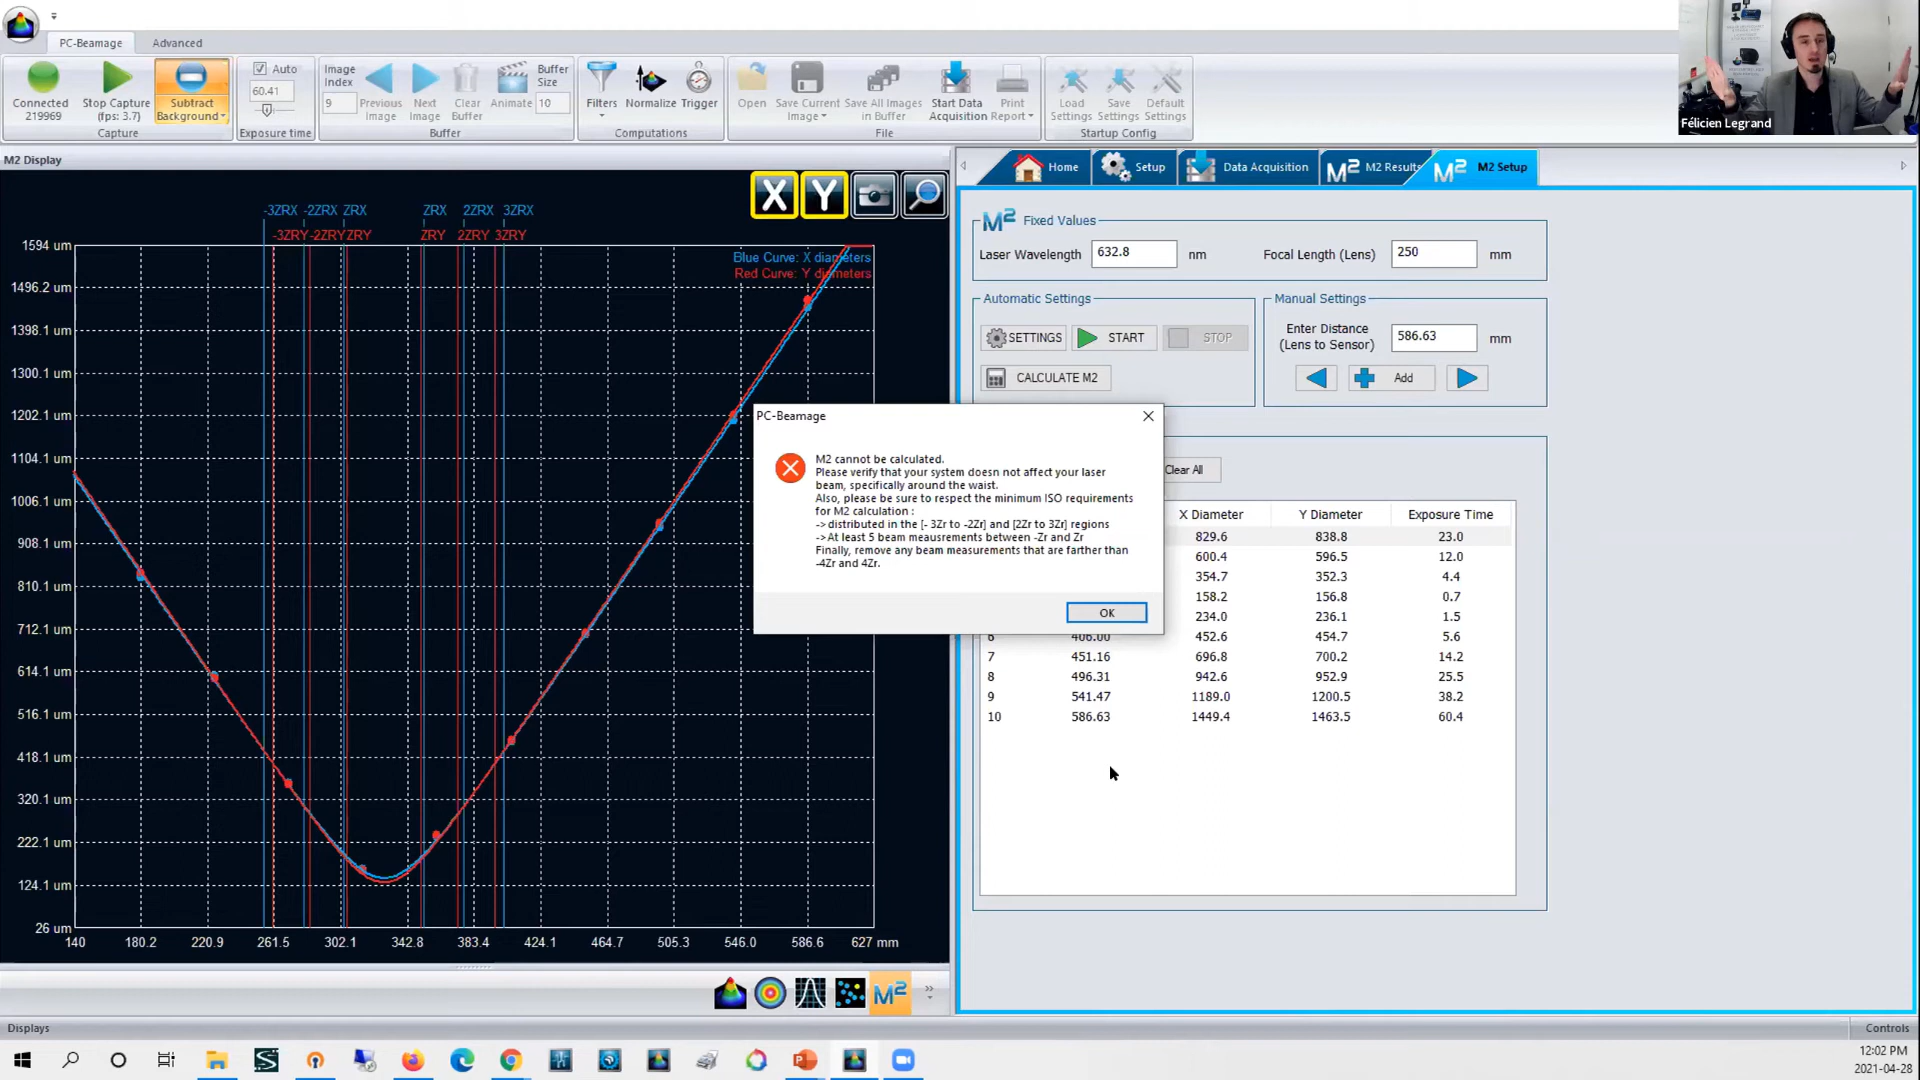 PC-Beamage Advanced
Connected 219969
Stop Capture (fps: 3.7)
Subtract Background
Capture
Auto
60.41
Exposure time
Image Index
9
Previous Image
Next Image
Clear Buffer
Animate
Buffer Size
10
Buffer
Filters
Normalize
Trigger
Computations
Open
Save Current Image
Save All Images in Buffer
Start Data Acquisition
Print Report
File
Load Settings
Save Settings
Default Settings
Startup Config
Félicien Legrand
M2 Display
X Y
-3ZRX -2ZRX ZRX ZRX 2ZRX 3ZRX
-3ZRY -2ZRY ZRY ZRY 2ZRY 3ZRY
Blue Curve: X diameters
Red Curve: Y diameters
1594 um
1496.2 um
1398.1 um
1300.1 um
1202.1 um
1104.1 um
1006.1 um
908.1 um
810.1 um
712.1 um
614.1 um
516.1 um
418.1 um
320.1 um
222.1 um
124.1 um
26 um
140 180.2 220.9 261.5 302.1 342.8 383.4 424.1 464.7 505.3 546.0 586.6 627 mm
M2
Displays
Home
Setup
Data Acquisition
M2 M2 Results
M2 M2 Setup
M2 Fixed Values
Laser Wavelength 632.8 nm
Focal Length (Lens) 250 mm
Automatic Settings
SETTINGS START STOP
CALCULATE M2
Manual Settings
Enter Distance (Lens to Sensor) 586.63 mm
Add
Clear All
X Diameter Y Diameter Exposure Time
829.6 838.8 23.0
600.4 596.5 12.0
354.7 352.3 4.4
158.2 156.8 0.7
234.0 236.1 1.5
6 406.00 452.6 454.7 5.6
7 451.16 696.8 700.2 14.2
8 496.31 942.6 952.9 25.5
9 541.47 1189.0 1200.5 38.2
10 586.63 1449.4 1463.5 60.4
PC-Beamage
M2 cannot be calculated.
Please verify that your system doesn not affect your laser
beam, specifically around the waist.
Also, please be sure to respect the minimum ISO requirements
for M2 calculation :
-> distributed in the [- 3Zr to -2Zr] and [2Zr to 3Zr] regions
-> At least 5 beam meausrements between -Zr and Zr
Finally, remove any beam measurements that are farther than
-4Zr and 4Zr.
OK
Controls
12:02 PM
2021-04-28